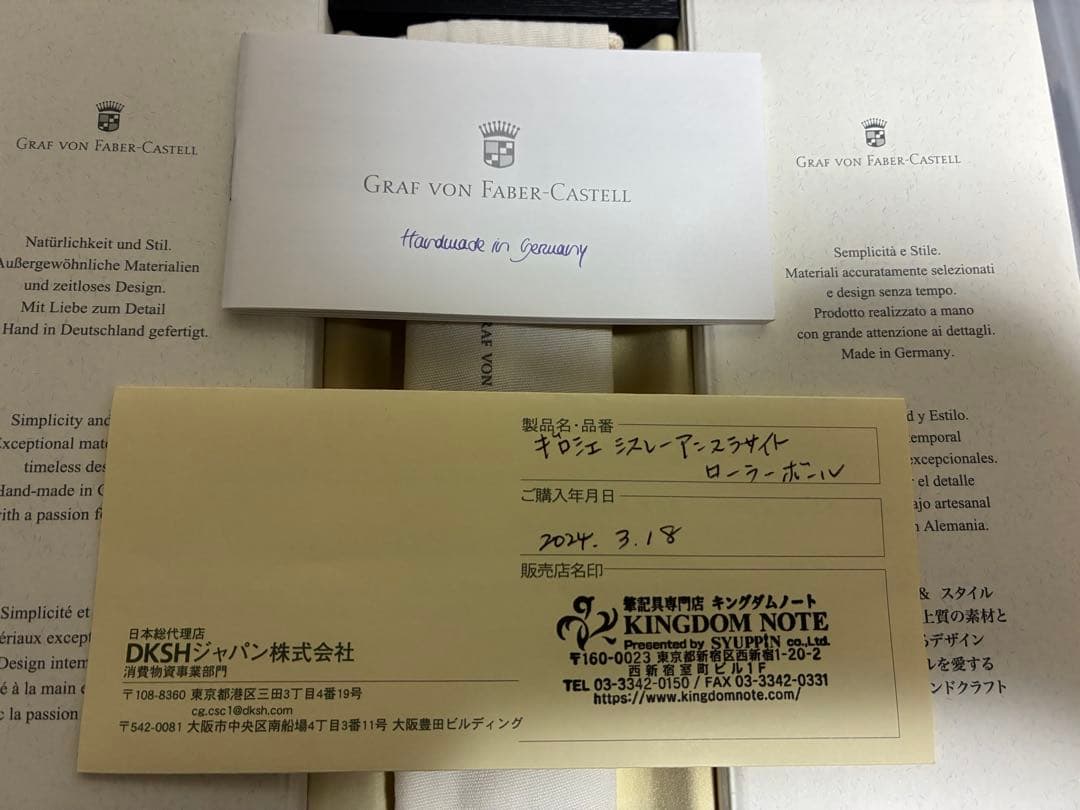 GRAF VON FABER-CASTELL
Natürlichkeit und Stil.
Außergewöhnliche Materialien
und zeitloses Design.
Mit Liebe zum Detail
Hand in Deutschland gefertigt.
Simplicity and
timeless
Hand-made in
with a passion
Simplicité et
Design
à la main
la passion
GRAF VON FABER-CASTELL
Handmade in Germany
GRAF VON
GRAF VON FABER-CASTELL
Semplicità e Stile.
Materiali accuratamente selezionati
e design senza tempo.
Prodotto realizzato a mano
con grande attenzione ai dettagli.
Made in Germany.
d y Estilo.
temporal
excepcionales.
el detalle
ajo artesanal
Alemania.
& スタイル
上質の素材と
デザイン
ルを愛する
ンドクラフト
製品名・品番
ギロシェ シスレー アンスラサイト
ローラーボール
ご購入年月日
2024. 3. 18
販売店名印
筆記具専門店 キングダムノート
KINGDOM NOTE
Presented by SYUPPIN co.,Ltd.
〒160-0023 東京都新宿区西新宿1-20-2
西新宿室町ビル1F
TEL 03-3342-0150 / FAX 03-3342-0331
https://www.kingdomnote.com/
日本総代理店
DKSHジャパン株式会社
消費物資事業部門
〒108-8360 東京都港区三田3丁目4番19号
cg.csc1@dksh.com
〒542-0081 大阪市中央区南船場4丁目3番11号 大阪豊田ビルディング